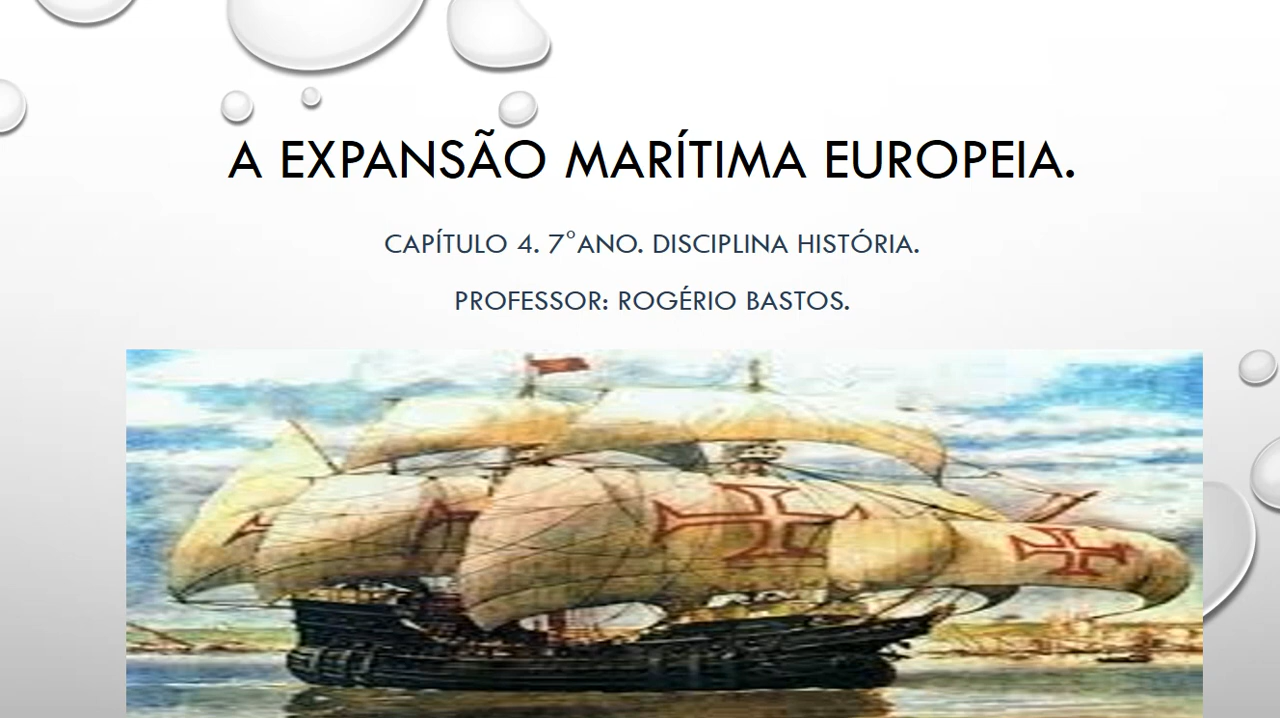 A EXPANSÃO MARÍTIMA EUROPEIA.
CAPÍTULO 4. 7°ANO. DISCIPLINA HISTÓRIA.
PROFESSOR: ROGÉRIO BASTOS.